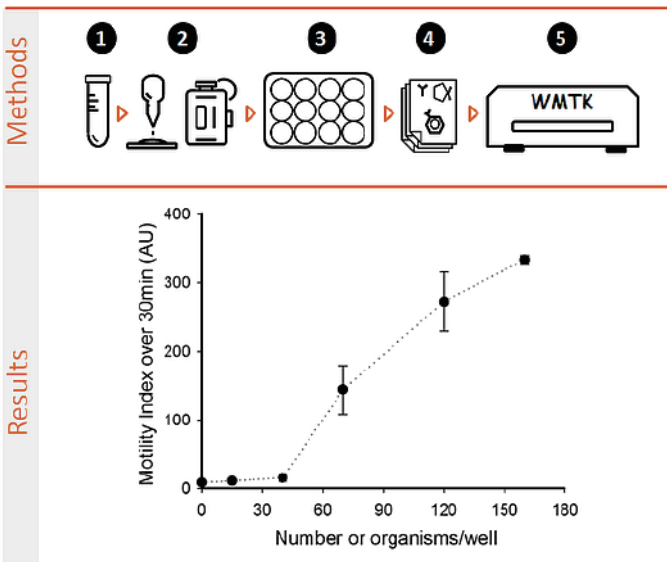 Methods
1 2 3 4 5
WMTK
Results
Motility Index over 30min (AU)
400
300
200
100
0
0 30 60 90 120 150 180
Number or organisms/well